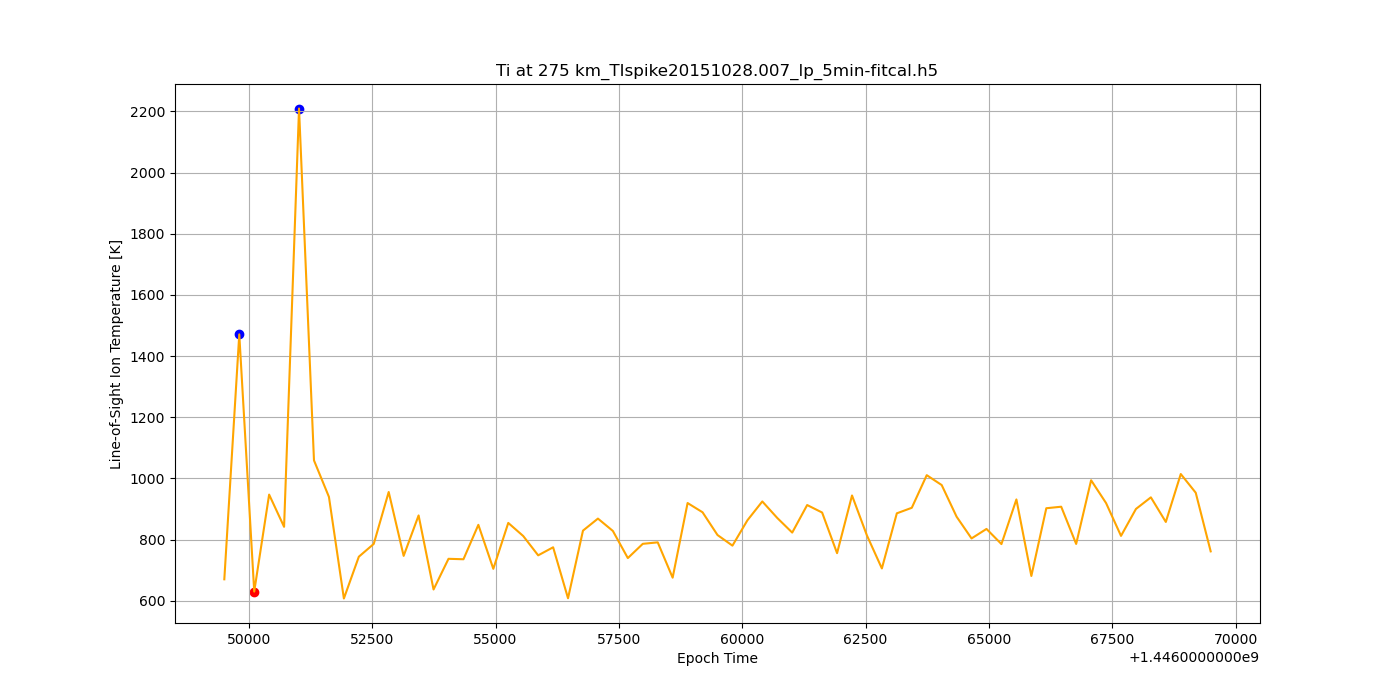 Ti at 275 km_TIspike20151028.007_lp_5min-fitcal.h5
Line-of-Sight Ion Temperature [K]
2200
2000
1800
1600
1400
1200
1000
800
600
50000 52500 55000 57500 60000 62500 65000 67500 70000
Epoch Time
+1.4460000000e9